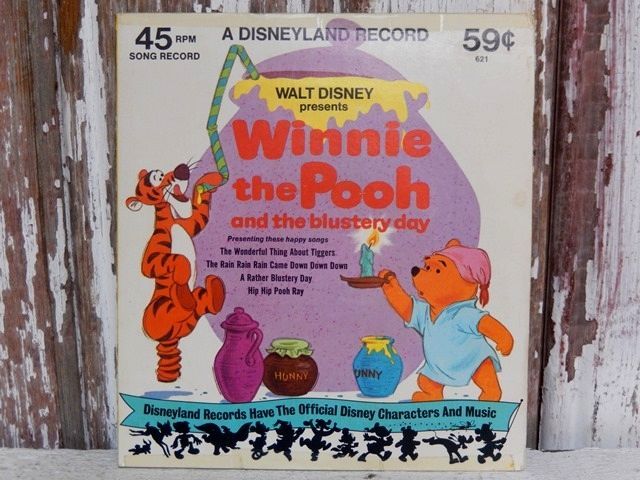 45 RPM
SONG RECORD
A DISNEYLAND RECORD
59¢
621
WALT DISNEY
presents
Winnie
the Pooh
and the blustery day
Presenting these happy songs
The Wonderful Thing About Tiggers
The Rain Rain Rain Came Down Down Down
A Rather Blustery Day
Hip Hip Pooh Ray
HUNNY
UNNY
Disneyland Records Have The Official Disney Characters And Music